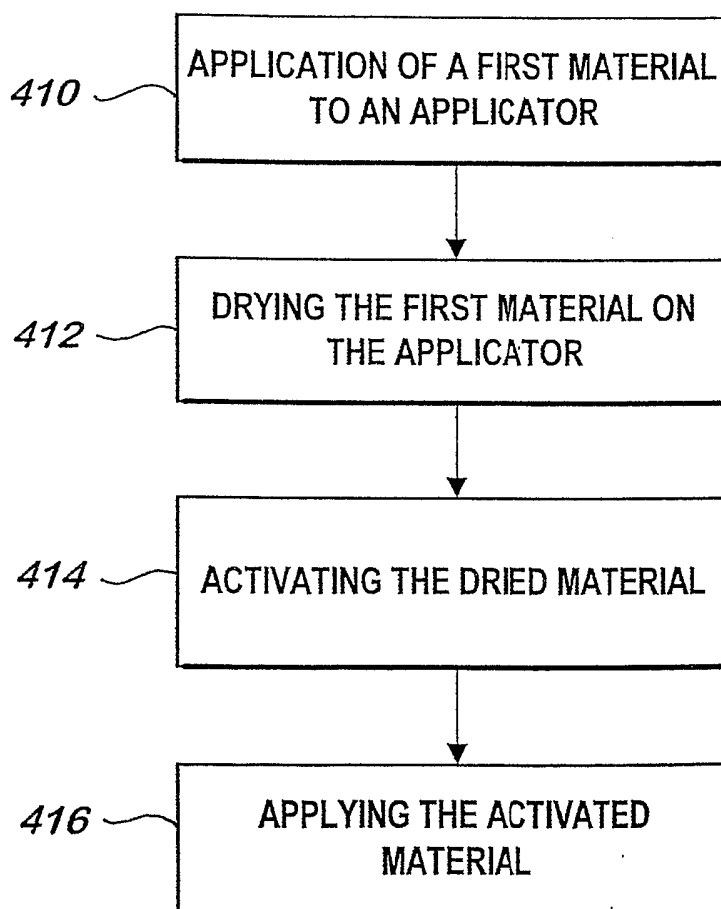 410
APPLICATION OF A FIRST MATERIAL
TO AN APPLICATOR
412
DRYING THE FIRST MATERIAL ON
THE APPLICATOR
414
ACTIVATING THE DRIED MATERIAL
416
APPLYING THE ACTIVATED
MATERIAL